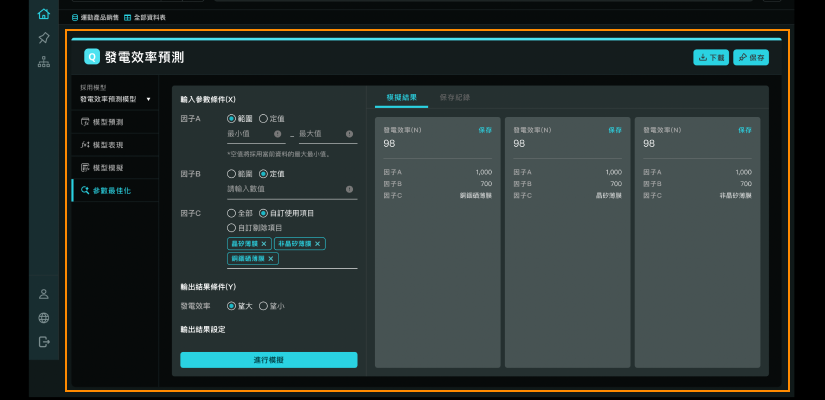 運動產品銷售 全部資料表
Q 發電效率預測
下載 保存
採用模型
發電效率預測模型
模型預測
模型表現
模型模擬
參數最佳化
輸入參數條件(X)
因子A 範圍 定值
最小值 – 最大值
*空值將採用當前資料的最大最小值。
因子B 範圍 定值
請輸入數值
因子C 全部 自訂使用項目
自訂剔除項目
晶矽薄膜 × 非晶矽薄膜 ×
銅銦硒薄膜 ×
輸出結果條件(Y)
發電效率 望大 望小
輸出結果設定
進行模擬
模擬結果 保存紀錄
發電效率(N) 保存
98
因子A 1,000
因子B 700
因子C 銅銦硒薄膜
發電效率(N) 保存
98
因子A 1,000
因子B 700
因子C 晶矽薄膜
發電效率(N) 保存
98
因子A 1,000
因子B 700
因子C 非晶矽薄膜